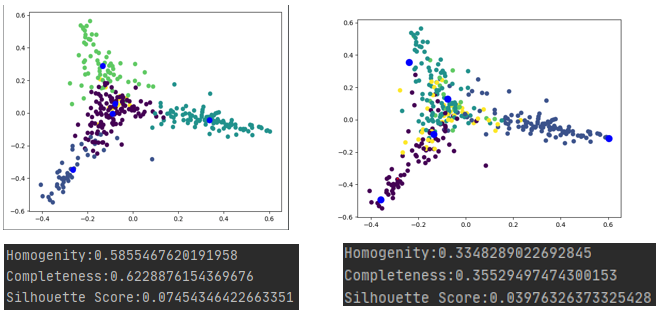 0.6
0.4
0.2
0.0
−0.2
−0.4
−0.6
−0.4 −0.2 0.0 0.2 0.4 0.6
Homogenity:0.5855467620191958
Completeness:0.6228876154369676
Silhouette Score:0.07454346422663351
0.6
0.4
0.2
0.0
−0.2
−0.4
−0.6
−0.4 −0.2 0.0 0.2 0.4 0.6
Homogenity:0.3348289022692845
Completeness:0.35529497474300153
Silhouette Score:0.03976326373325428